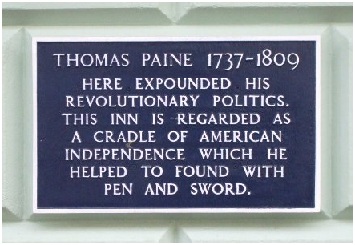 THOMAS PAINE 1737-1809
HERE EXPOUNDED HIS
REVOLUTIONARY POLITICS.
THIS INN IS REGARDED AS
A CRADLE OF AMERICAN
INDEPENDENCE WHICH HE
HELPED TO FOUND WITH
PEN AND SWORD.